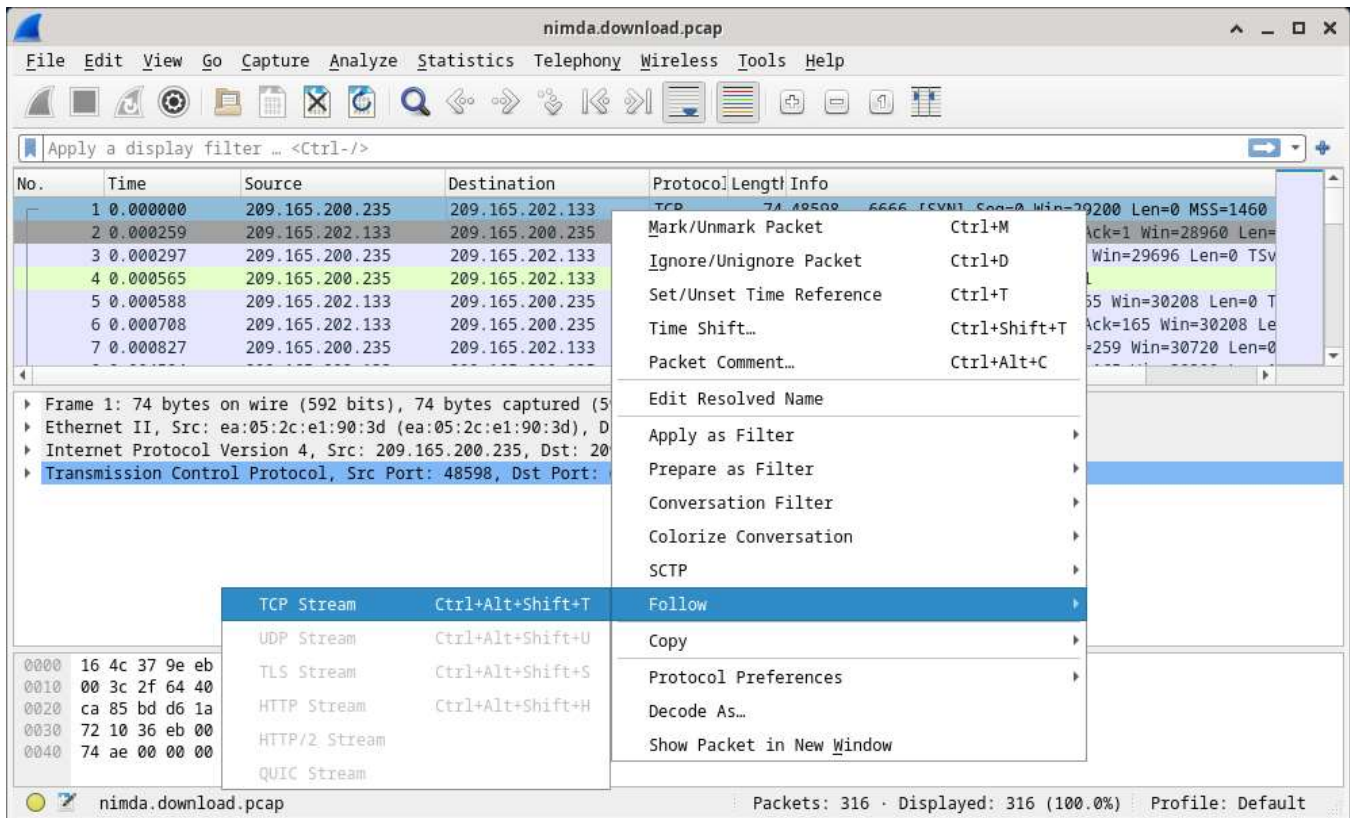 nimda.download.pcap
File Edit View Go Capture Analyze Statistics Telephony Wireless Tools Help
Apply a display filter … <Ctrl-/>
No. Time Source Destination Protocol Length Info
1 0.000000 209.165.200.235 209.165.202.133 TCP 74 48598 6666 [SYN] Seq=0 Win=29200 Len=0 MSS=1460
2 0.000259 209.165.202.133 209.165.200.235 Ack=1 Win=28960 Len=
3 0.000297 209.165.200.235 209.165.202.133 Win=29696 Len=0 TSv
4 0.000565 209.165.200.235 209.165.202.133
5 0.000588 209.165.202.133 209.165.200.235 55 Win=30208 Len=0 T
6 0.000708 209.165.202.133 209.165.200.235 Ack=165 Win=30208 Le
7 0.000827 209.165.200.235 209.165.202.133 =259 Win=30720 Len=0
Mark/Unmark Packet Ctrl+M
Ignore/Unignore Packet Ctrl+D
Set/Unset Time Reference Ctrl+T
Time Shift… Ctrl+Shift+T
Packet Comment… Ctrl+Alt+C
Edit Resolved Name
Apply as Filter
Prepare as Filter
Conversation Filter
Colorize Conversation
SCTP
Follow
Copy
Protocol Preferences
Decode As…
Show Packet in New Window
Frame 1: 74 bytes on wire (592 bits), 74 bytes captured (5
Ethernet II, Src: ea:05:2c:e1:90:3d (ea:05:2c:e1:90:3d), D
Internet Protocol Version 4, Src: 209.165.200.235, Dst: 20
Transmission Control Protocol, Src Port: 48598, Dst Port:
TCP Stream Ctrl+Alt+Shift+T
UDP Stream Ctrl+Alt+Shift+U
TLS Stream Ctrl+Alt+Shift+S
HTTP Stream Ctrl+Alt+Shift+H
HTTP/2 Stream
QUIC Stream
0000 16 4c 37 9e eb
0010 00 3c 2f 64 40
0020 ca 85 bd d6 1a
0030 72 10 36 eb 00
0040 74 ae 00 00 00
nimda.download.pcap Packets: 316 · Displayed: 316 (100.0%) Profile: Default